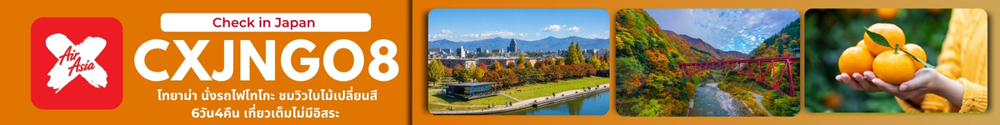 Air
Asia
Check in Japan
CXJNGO8
โทยาม่า นั่งรถไฟโทโกะ ชมวิวใบไม้เปลี่ยนสี
6วัน4คืน เที่ยวเต็มไม่มีอิสระ